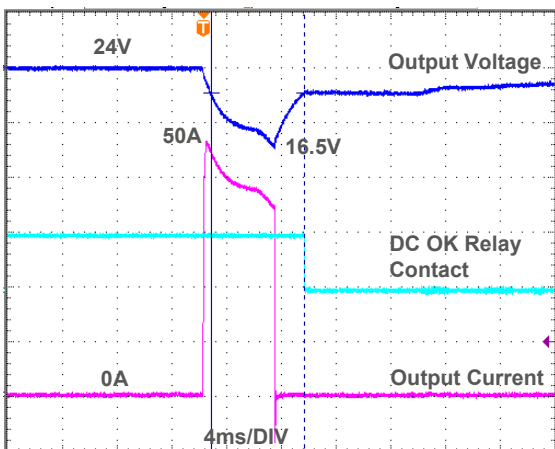 T
24V
Output Voltage
50A
16.5V
DC OK Relay
Contact
0A
Output Current
4ms/DIV